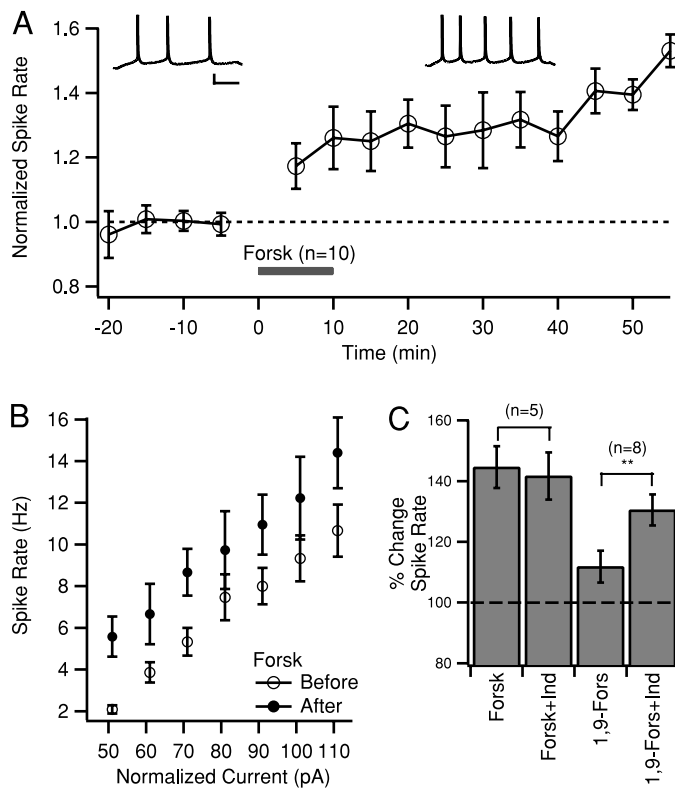 A
Normalized Spike Rate
1.6
1.4
1.2
1.0
0.8
Forsk (n=10)
-20
-10
0
10
20
30
40
50
Time (min)
B
Spike Rate (Hz)
16
14
12
10
8
6
4
2
Forsk
Before
After
50
60
70
80
90
100
110
Normalized Current (pA)
C
% Change
Spike Rate
160
140
120
100
80
(n=5)
(n=8)
**
Forsk
Forsk+Ind
1,9-Fors
1,9-Fors+Ind